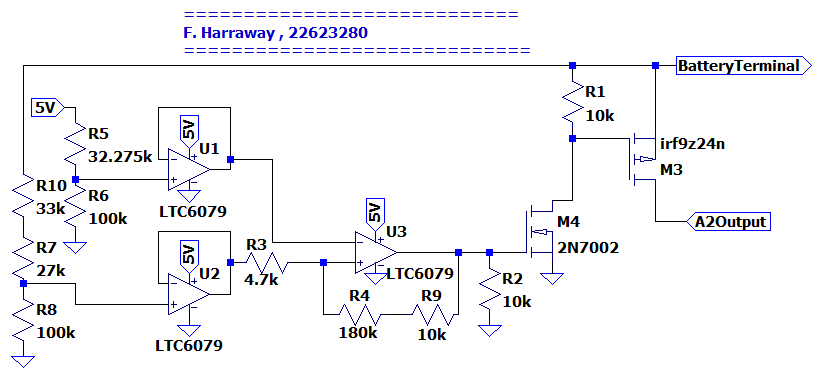 ============================
F. Harraway , 22623280
=============================
BatteryTerminal
R1
10k
5V
R5
32.275k
5V
U1
irf9z24n
M3
R10
33k
R6
100k
LTC6079
5V
U3
M4
A2Output
R7
27k
5V
U2
R3
4.7k
LTC6079
2N7002
R8
100k
R4
180k
R9
10k
R2
10k
LTC6079